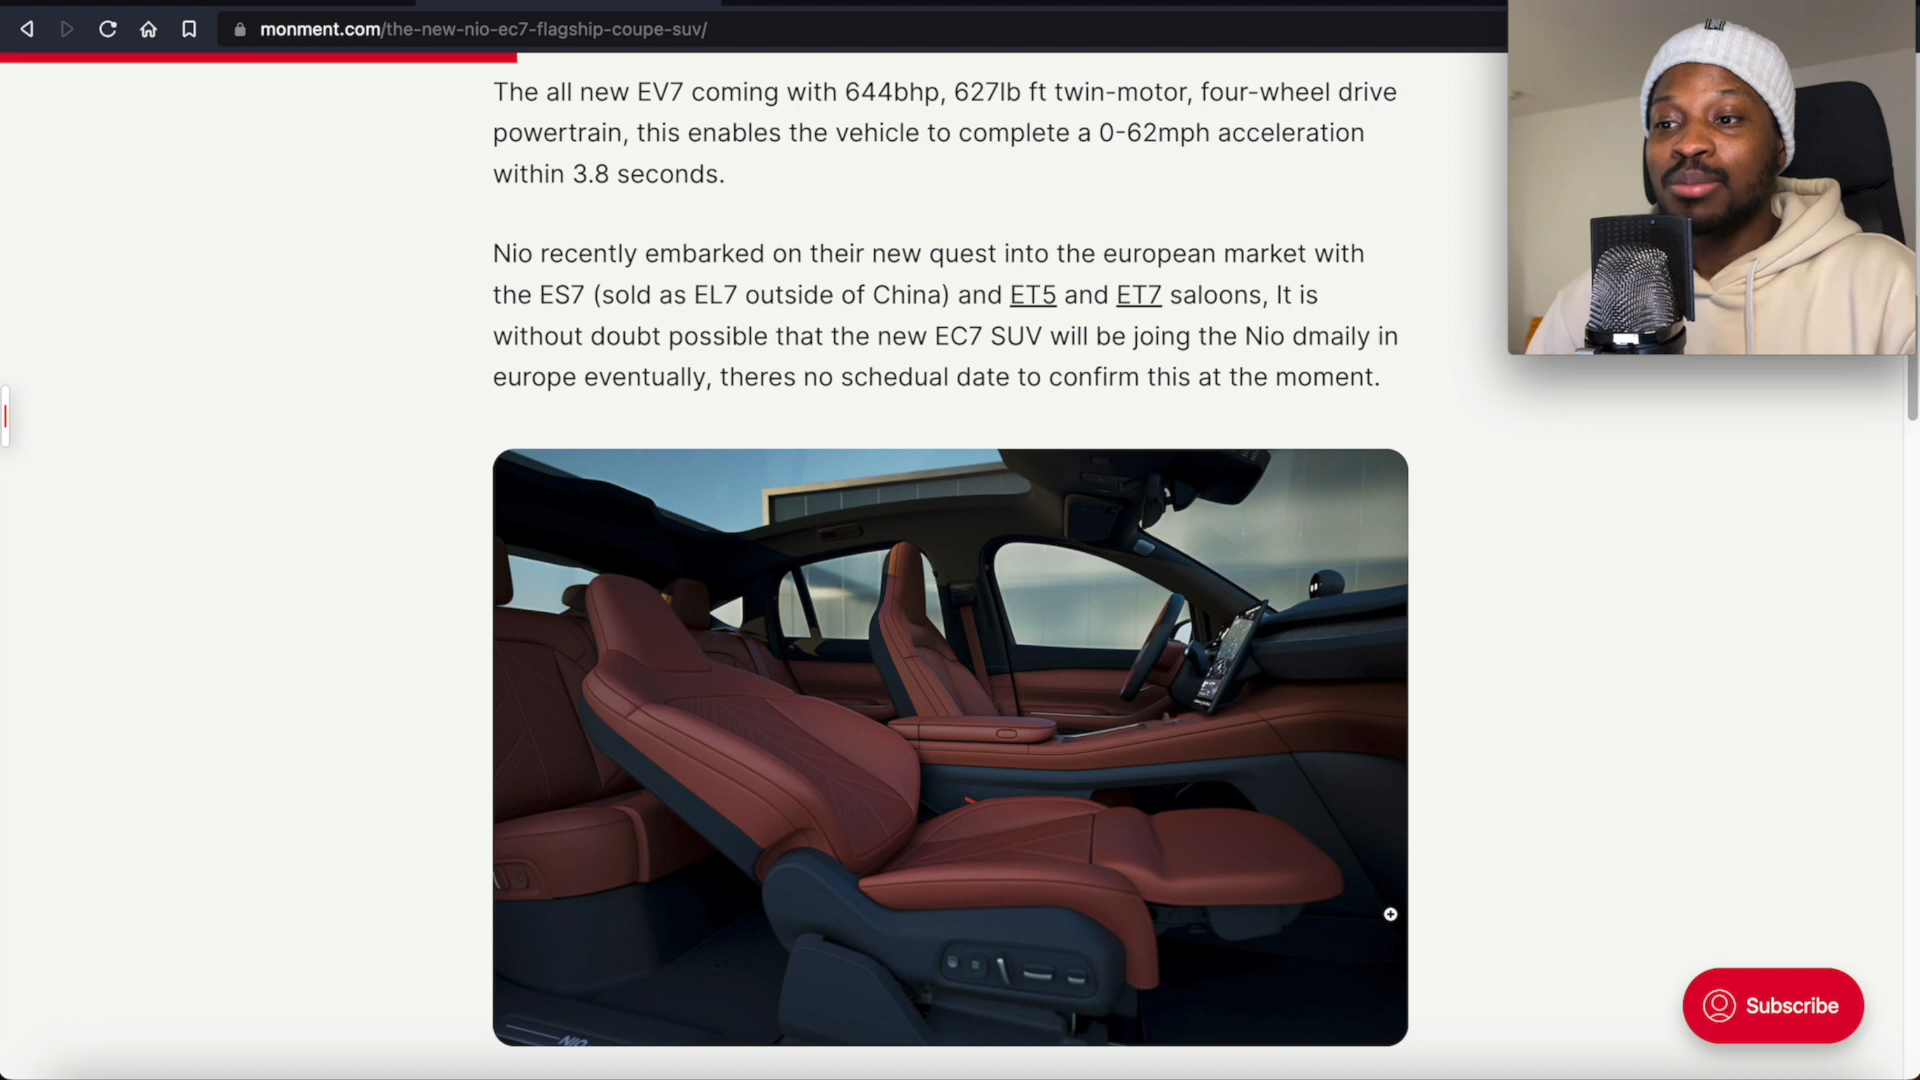 monment.com/the-new-nio-ec7-flagship-coupe-suv/
The all new EV7 coming with 644bhp, 627lb ft twin-motor, four-wheel drive
powertrain, this enables the vehicle to complete a 0-62mph acceleration
within 3.8 seconds.
Nio recently embarked on their new quest into the european market with
the ES7 (sold as EL7 outside of China) and ET5 and ET7 saloons, It is
without doubt possible that the new EC7 SUV will be joing the Nio dmaily in
europe eventually, theres no schedual date to confirm this at the moment.
NIO
Subscribe